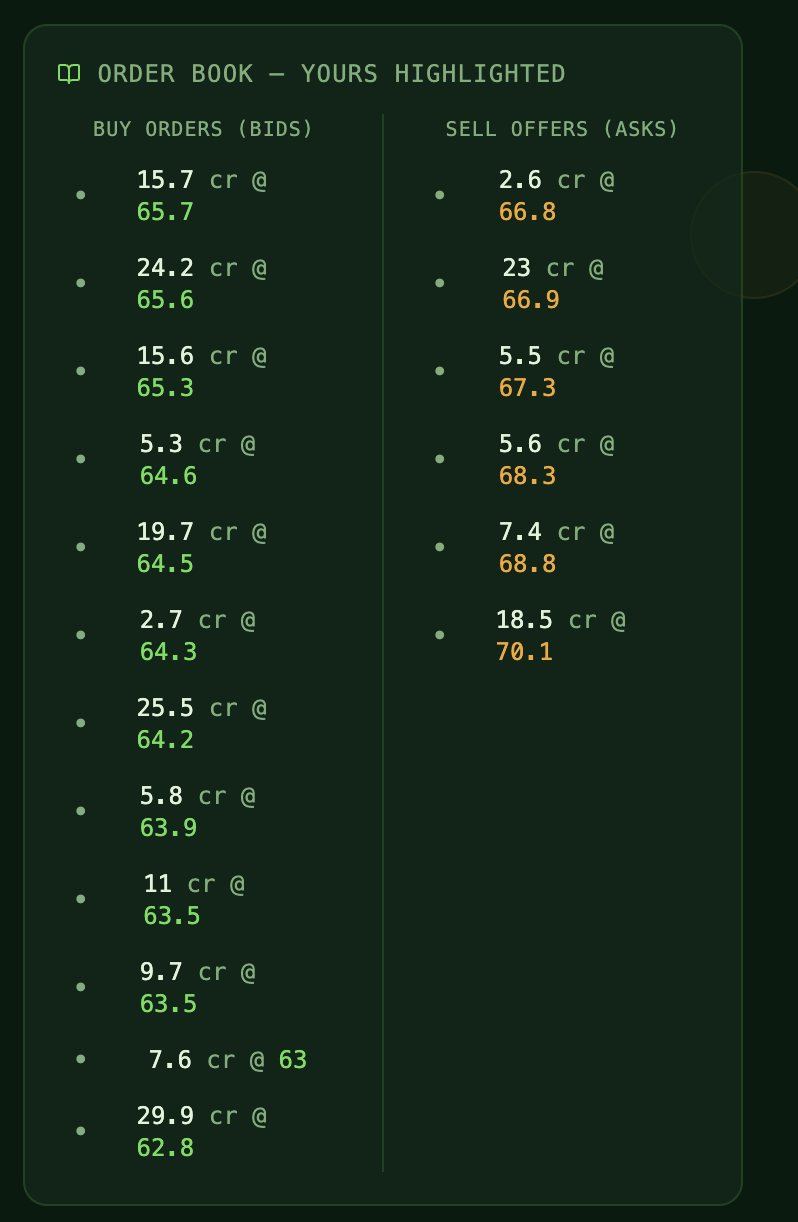 ORDER BOOK — YOURS HIGHLIGHTED
BUY ORDERS (BIDS)
15.7 cr @
65.7
24.2 cr @
65.6
15.6 cr @
65.3
5.3 cr @
64.6
19.7 cr @
64.5
2.7 cr @
64.3
25.5 cr @
64.2
5.8 cr @
63.9
11 cr @
63.5
9.7 cr @
63.5
7.6 cr @ 63
29.9 cr @
62.8
SELL OFFERS (ASKS)
2.6 cr @
66.8
23 cr @
66.9
5.5 cr @
67.3
5.6 cr @
68.3
7.4 cr @
68.8
18.5 cr @
70.1